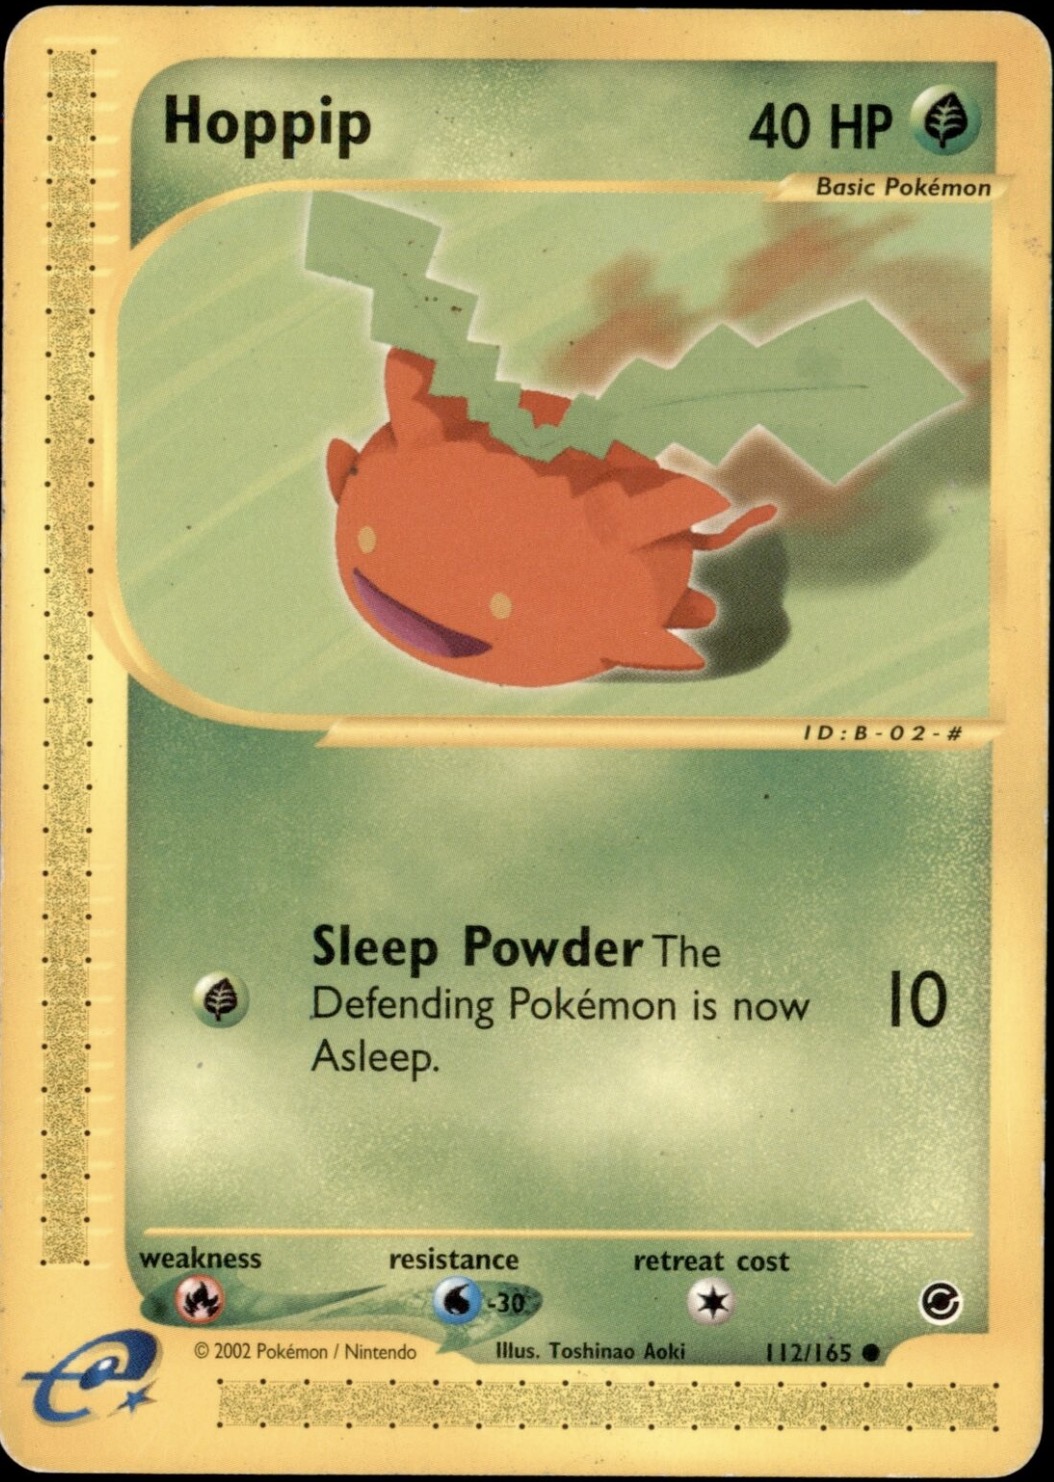 Hoppip
40 HP
Basic Pokémon
ID:B-02-#
Sleep Powder The
Defending Pokémon is now
Asleep.
10
weakness
resistance
retreat cost
-30
© 2002 Pokémon / Nintendo
Illus. Toshinao Aoki
112/165
e